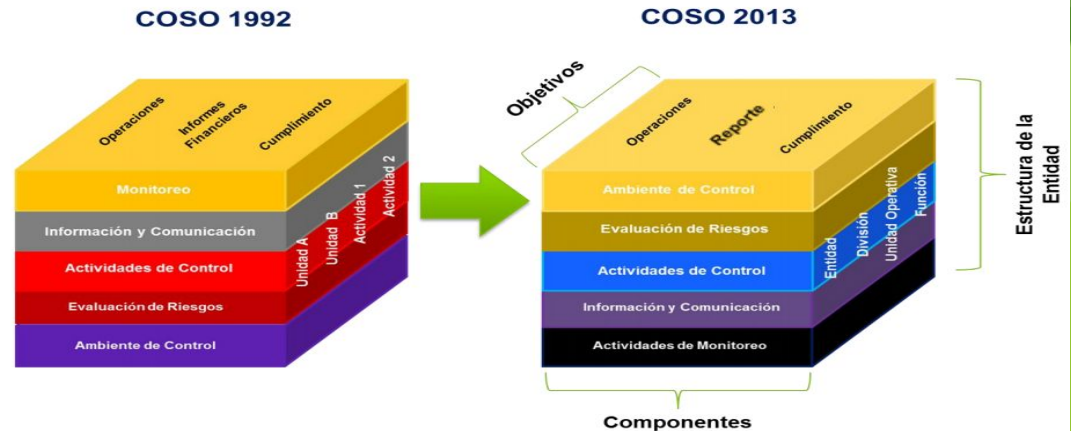 COSO 1992
Operaciones
Informes
Financieros
Cumplimiento
Monitoreo
Información y Comunicación
Actividades de Control
Evaluación de Riesgos
Ambiente de Control
Unidad A
Unidad B
Actividad 1
Actividad 2
COSO 2013
Objetivos
Operaciones
Reporte
Cumplimiento
Ambiente de Control
Evaluación de Riesgos
Actividades de Control
Información y Comunicación
Actividades de Monitoreo
Entidad
División
Unidad Operativa
Función
Estructura de la
Entidad
Componentes